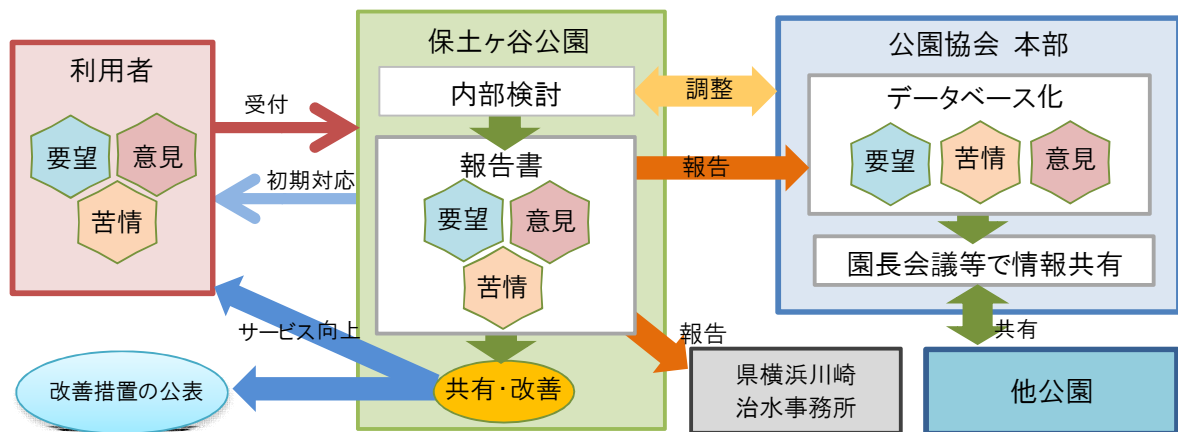 利用者
要望
意見
苦情
受付
初期対応
サービス向上
改善措置の公表
保土ヶ谷公園
内部検討
報告書
要望
意見
苦情
共有・改善
調整
報告
報告
県横浜川崎
治水事務所
公園協会 本部
データベース化
要望
苦情
意見
園長会議等で情報共有
共有
他公園